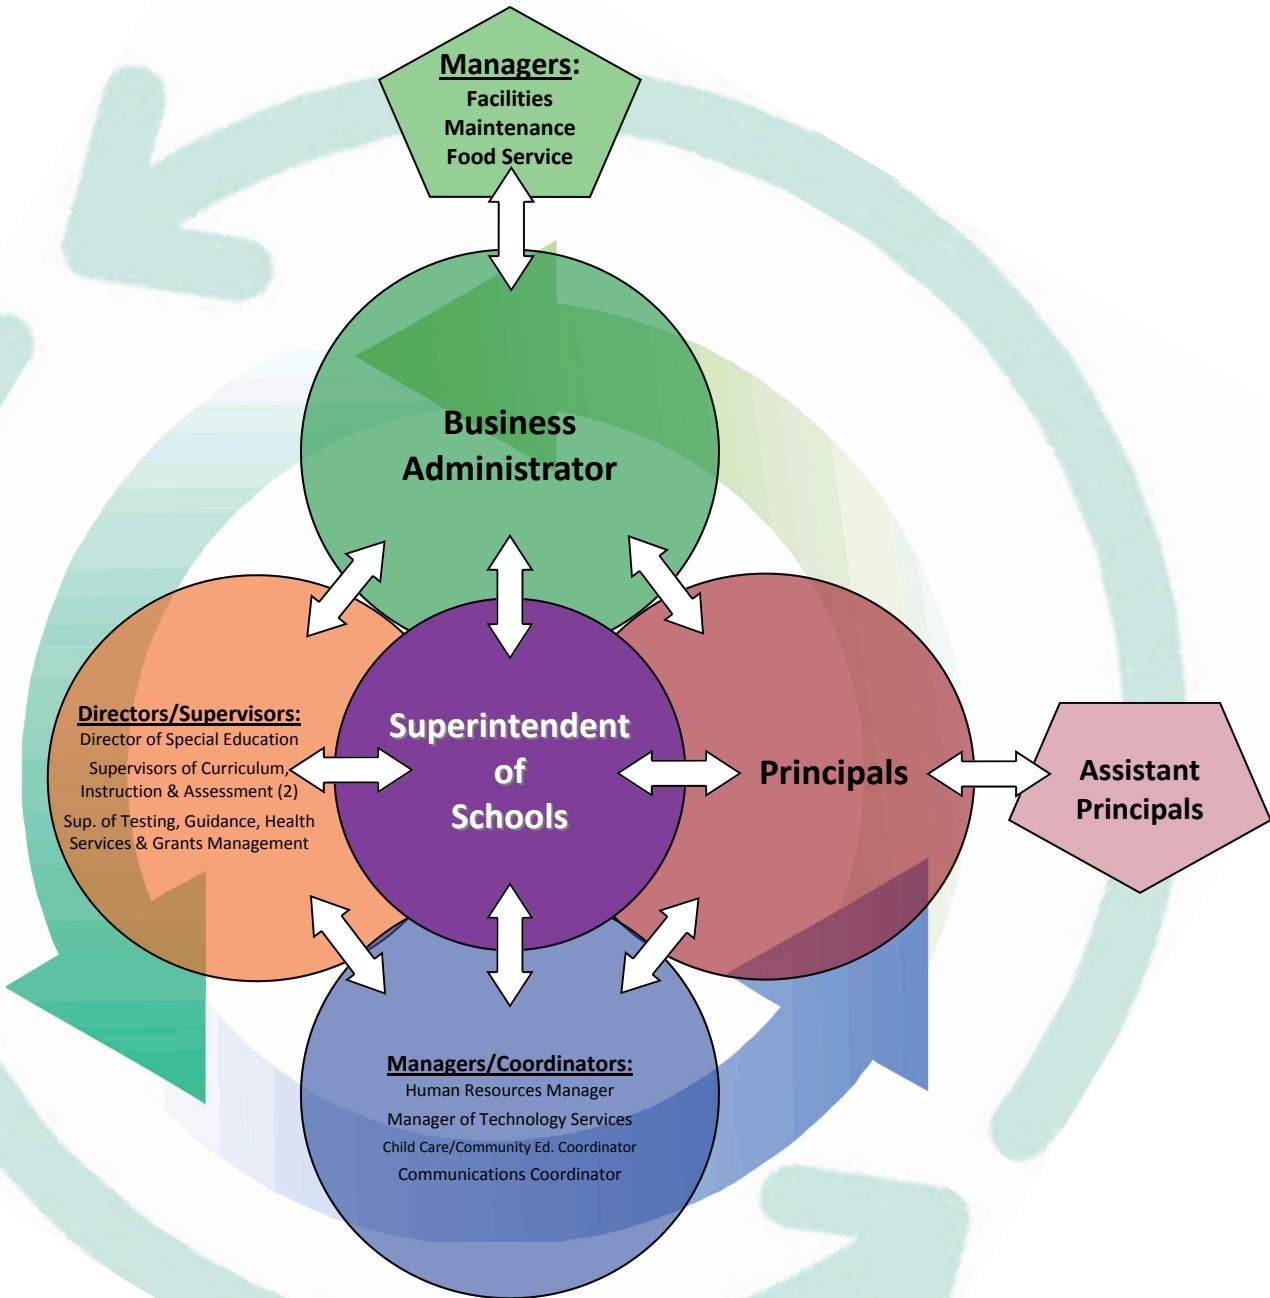 Managers:
Facilities
Maintenance
Food Service
Business
Administrator
Directors/Supervisors:
Director of Special Education
Supervisors of Curriculum,
Instruction & Assessment (2)
Sup. of Testing, Guidance, Health
Services & Grants Management
Superintendent
of
Schools
Principals
Assistant
Principals
Managers/Coordinators:
Human Resources Manager
Manager of Technology Services
Child Care/Community Ed. Coordinator
Communications Coordinator